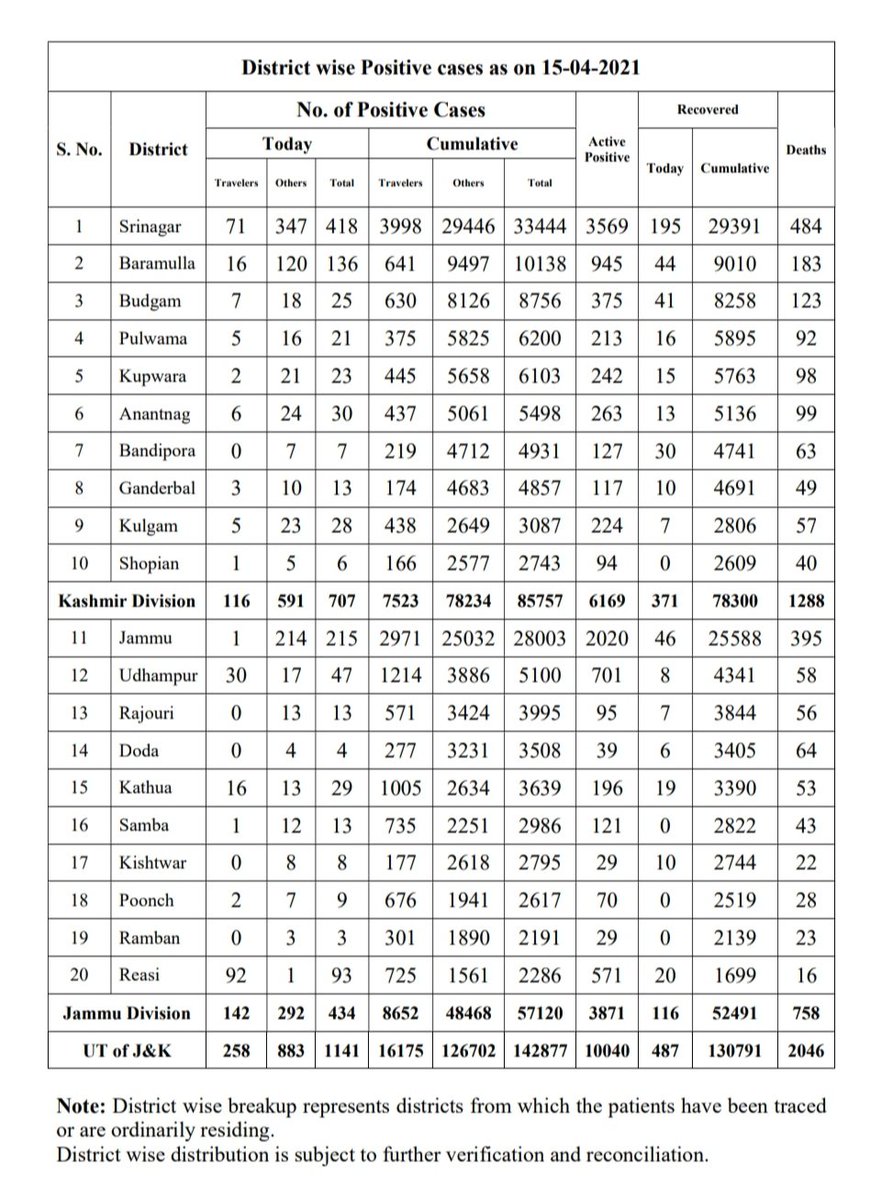 District wise Positive cases as on 15-04-2021
S. No. District No. of Positive Cases Active Positive Recovered Deaths
Today Cumulative Today Cumulative
Travelers Others Total Travelers Others Total
1 Srinagar 71 347 418 3998 29446 33444 3569 195 29391 484
2 Baramulla 16 120 136 641 9497 10138 945 44 9010 183
3 Budgam 7 18 25 630 8126 8756 375 41 8258 123
4 Pulwama 5 16 21 375 5825 6200 213 16 5895 92
5 Kupwara 2 21 23 445 5658 6103 242 15 5763 98
6 Anantnag 6 24 30 437 5061 5498 263 13 5136 99
7 Bandipora 0 7 7 219 4712 4931 127 30 4741 63
8 Ganderbal 3 10 13 174 4683 4857 117 10 4691 49
9 Kulgam 5 23 28 438 2649 3087 224 7 2806 57
10 Shopian 1 5 6 166 2577 2743 94 0 2609 40
Kashmir Division 116 591 707 7523 78234 85757 6169 371 78300 1288
11 Jammu 1 214 215 2971 25032 28003 2020 46 25588 395
12 Udhampur 30 17 47 1214 3886 5100 701 8 4341 58
13 Rajouri 0 13 13 571 3424 3995 95 7 3844 56
14 Doda 0 4 4 277 3231 3508 39 6 3405 64
15 Kathua 16 13 29 1005 2634 3639 196 19 3390 53
16 Samba 1 12 13 735 2251 2986 121 0 2822 43
17 Kishtwar 0 8 8 177 2618 2795 29 10 2744 22
18 Poonch 2 7 9 676 1941 2617 70 0 2519 28
19 Ramban 0 3 3 301 1890 2191 29 0 2139 23
20 Reasi 92 1 93 725 1561 2286 571 20 1699 16
Jammu Division 142 292 434 8652 48468 57120 3871 116 52491 758
UT of J&K 258 883 1141 16175 126702 142877 10040 487 130791 2046
Note: District wise breakup represents districts from which the patients have been traced
or are ordinarily residing.
District wise distribution is subject to further verification and reconciliation.